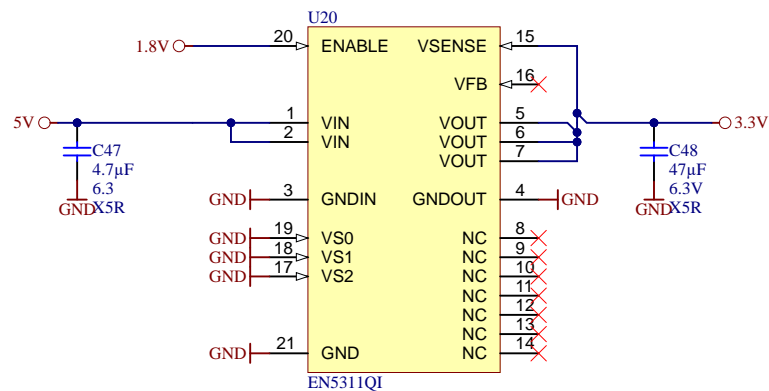 U20
1.8V
20
ENABLE
VSENSE
15
VFB
16
5V
1
VIN
VOUT
5
2
VIN
VOUT
6
VOUT
7
3.3V
C47
4.7µF
6.3
X5R
GND
C48
47µF
6.3V
X5R
GND
GND
3
GNDIN
GNDOUT
4
GND
GND
19
VS0
NC
8
GND
18
VS1
NC
9
GND
17
VS2
NC
10
NC
11
NC
12
NC
13
GND
21
GND
NC
14
EN5311QI